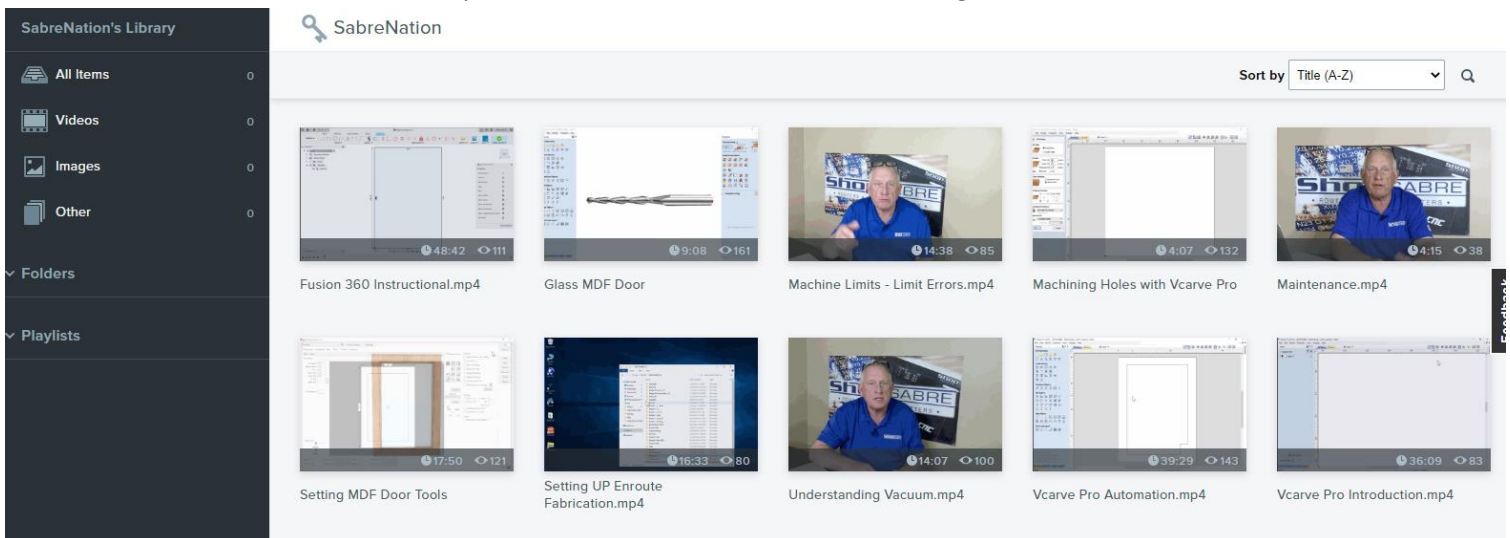 SabreNation's Library
SabreNation
All Items 0
Videos 0
Images 0
Other 0
Folders
Playlists
Sort by Title (A-Z)
48:42 111
9:08 161
14:38 85
4:07 132
4:15 38
Fusion 360 Instructional.mp4
Glass MDF Door
Machine Limits - Limit Errors.mp4
Machining Holes with Vcarve Pro
Maintenance.mp4
Feedback
17:50 121
16:33 80
14:07 100
39:29 143
36:09 83
Setting MDF Door Tools
Setting UP Enroute
Fabrication.mp4
Understanding Vacuum.mp4
Vcarve Pro Automation.mp4
Vcarve Pro Introduction.mp4